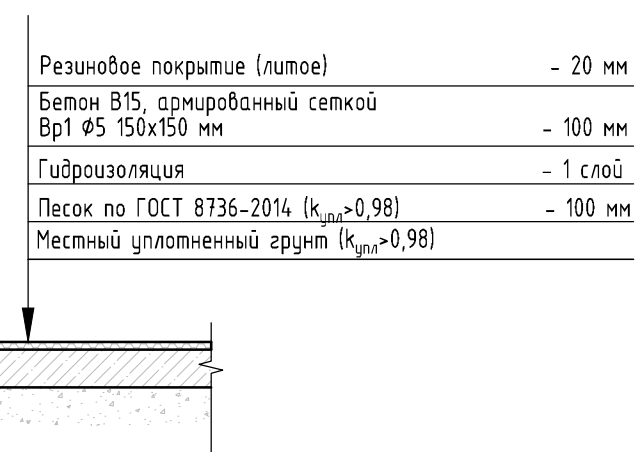 Резиновое покрытие (литое) - 20 мм
Бетон В15, армированный сеткой
Вр1 Ф5 150х150 мм - 100 мм
Гидроизоляция - 1 слой
Песок по ГОСТ 8736-2014 (kупл>0,98) - 100 мм
Местный уплотненный грунт (kупл>0,98)